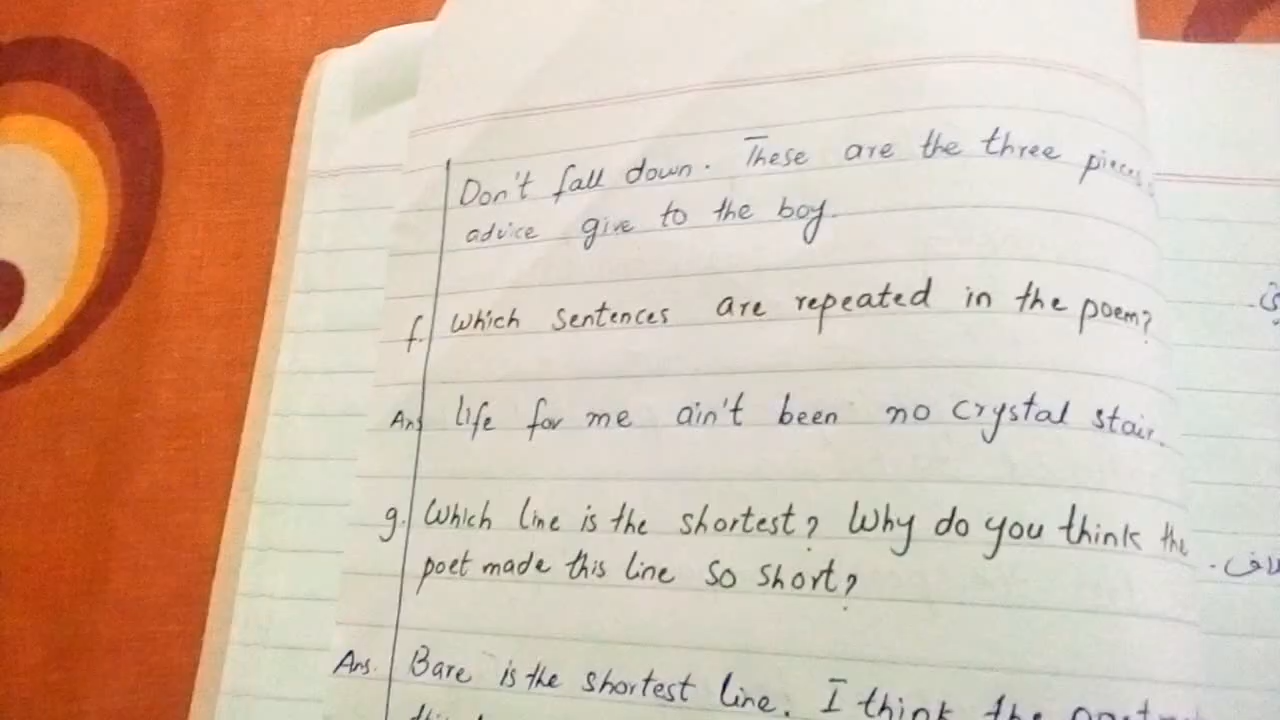 Don't fall down. These are the three pieces
advice give to the boy.
f. Which sentences are repeated in the poem?
Ans life for me ain't been no crystal stair.
g. Which line is the shortest? Why do you think the
poet made this line so short?
Ans. Bare is the shortest line. I think the